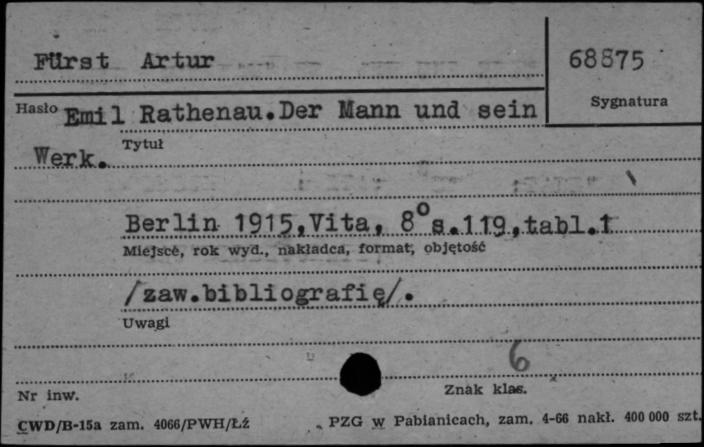 Fürst Artur
68875
Hasło
Sygnatura
Emil Rathenau.Der Mann und sein
Tytuł
Werk.
Berlin 1915,Vita, 8° s.119,tabl.1
Miejsce, rok wyd., nakładca, format, objętość
/zaw.bibliografię/.
Uwagi
6
Nr inw.
Znak klas.
CWD/B-15a zam. 4066/PWH/Łź
PZG w Pabianicach, zam. 4-66 nakł. 400 000 szt.